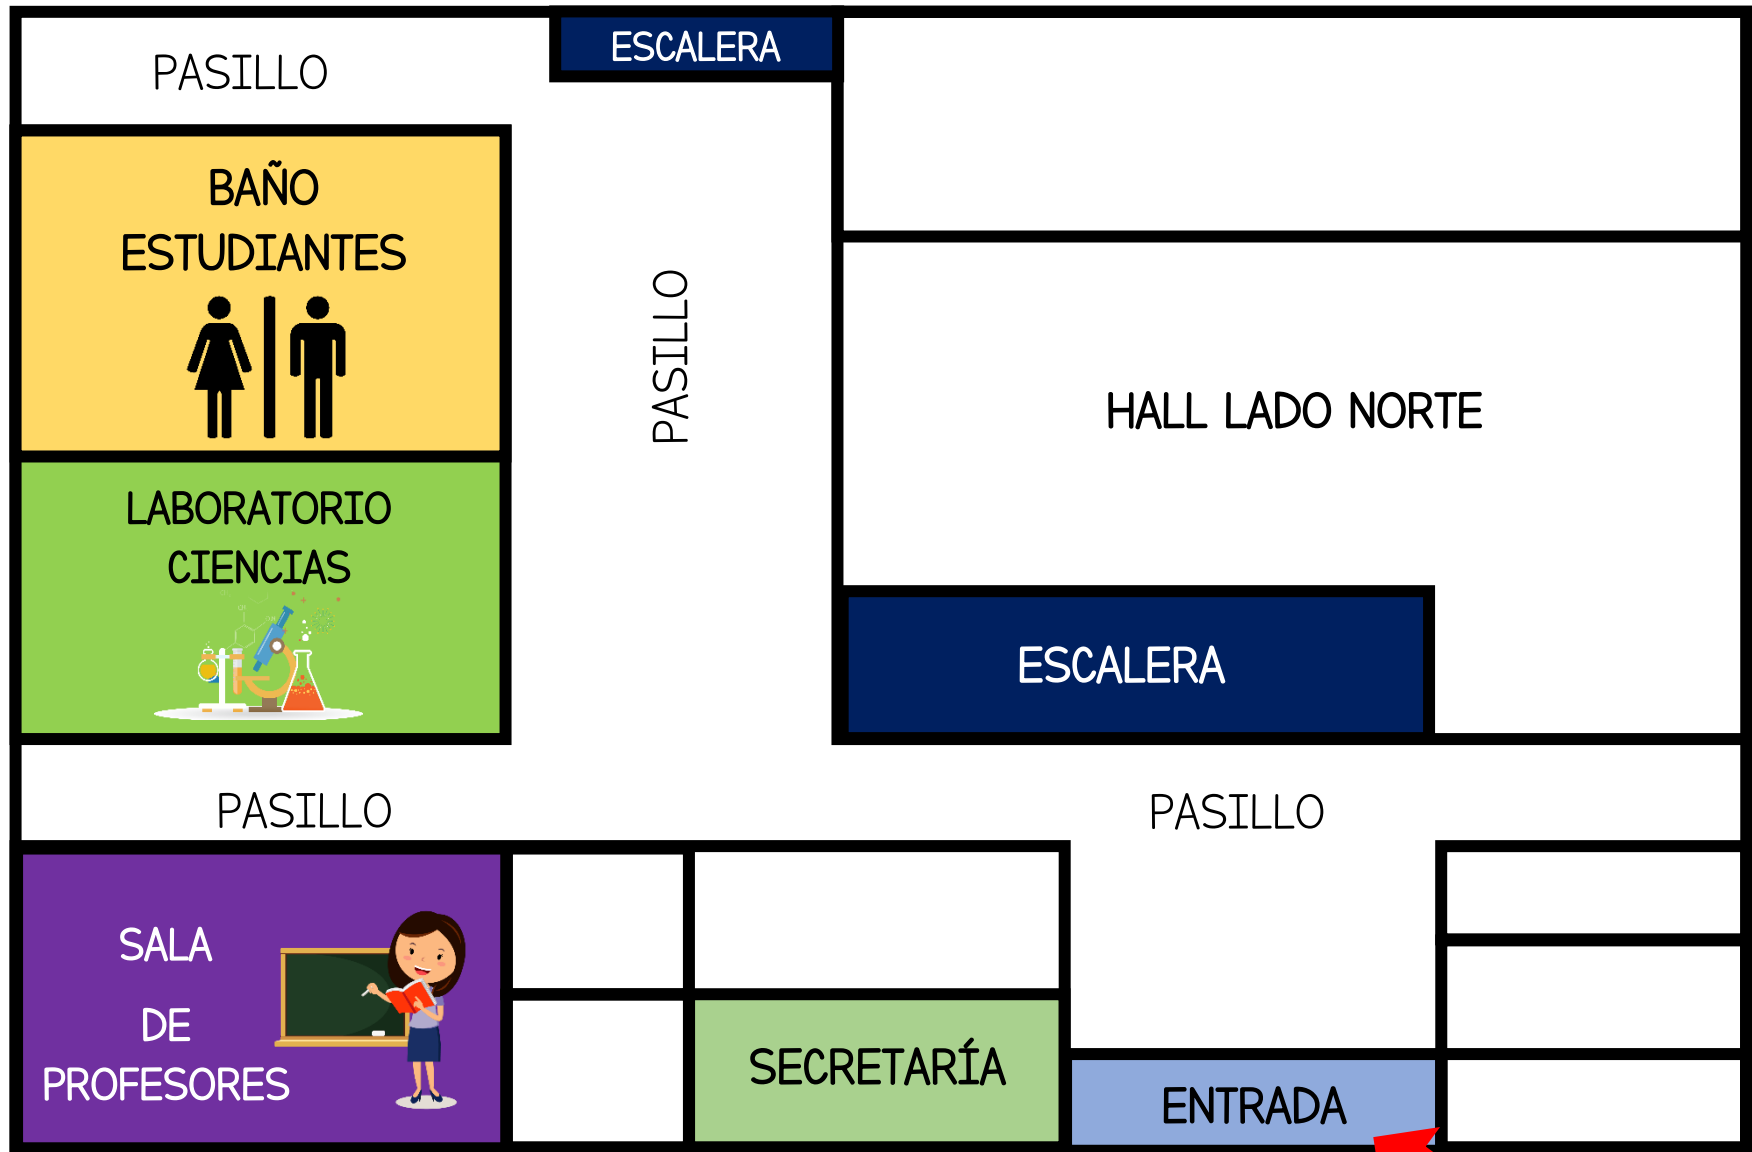 ESCALERA
PASILLO
BAÑO
ESTUDIANTES
PASILLO
HALL LADO NORTE
LABORATORIO
CIENCIAS
ESCALERA
PASILLO
PASILLO
SALA
DE
PROFESORES
SECRETARÍA
ENTRADA